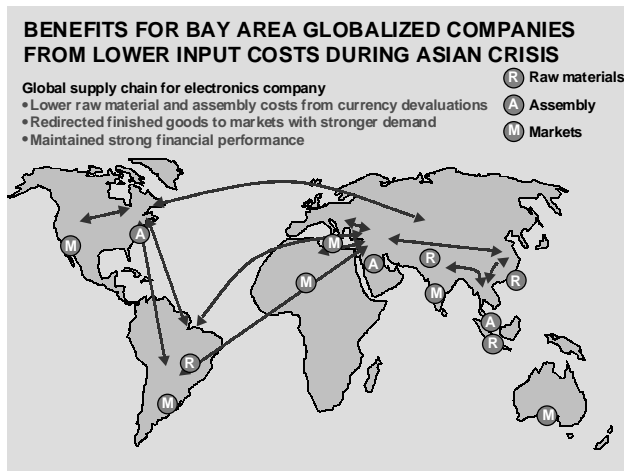 BENEFITS FOR BAY AREA GLOBALIZED COMPANIES
FROM LOWER INPUT COSTS DURING ASIAN CRISIS
Global supply chain for electronics company
• Lower raw material and assembly costs from currency devaluations
• Redirected finished goods to markets with stronger demand
• Maintained strong financial performance
R Raw materials
A Assembly
M Markets
M
A
M
A
R
M
R
M
A
R
R
M
M